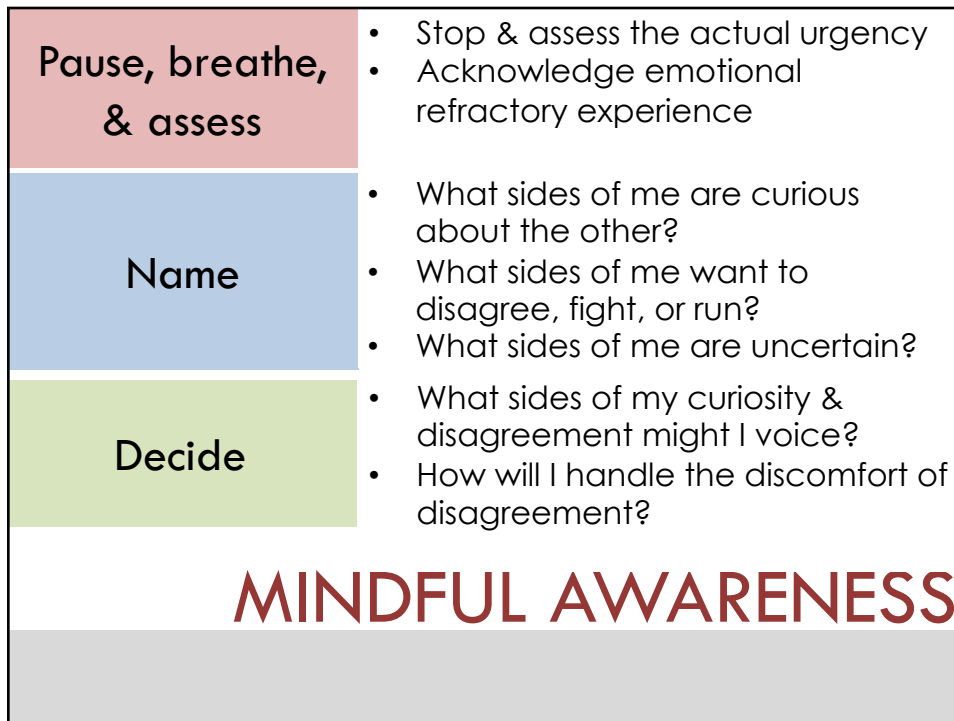 Pause, breathe,
& assess
• Stop & assess the actual urgency
• Acknowledge emotional
refractory experience
Name
• What sides of me are curious
about the other?
• What sides of me want to
disagree, fight, or run?
• What sides of me are uncertain?
Decide
• What sides of my curiosity &
disagreement might I voice?
• How will I handle the discomfort of
disagreement?
MINDFUL AWARENESS